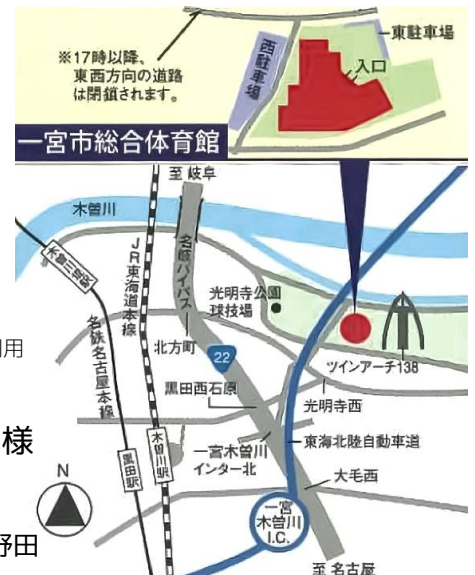 ※17時以降、
東西方向の道路
は閉鎖されます。
西駐車場
東駐車場
入口
一宮市総合体育館
至 岐阜
木曽川
木曽川堤駅
JR東海道本線
名岐バイパス
光明寺公園
球技場
名鉄名古屋本線
北方町
22
ツインアーチ138
用
黒田西石原
光明寺西
様
木曽川駅
黒田駅
一宮木曽川
インター北
東海北陸自動車道
N
大毛西
一宮
木曽川
I.C.
野田
至 名古屋